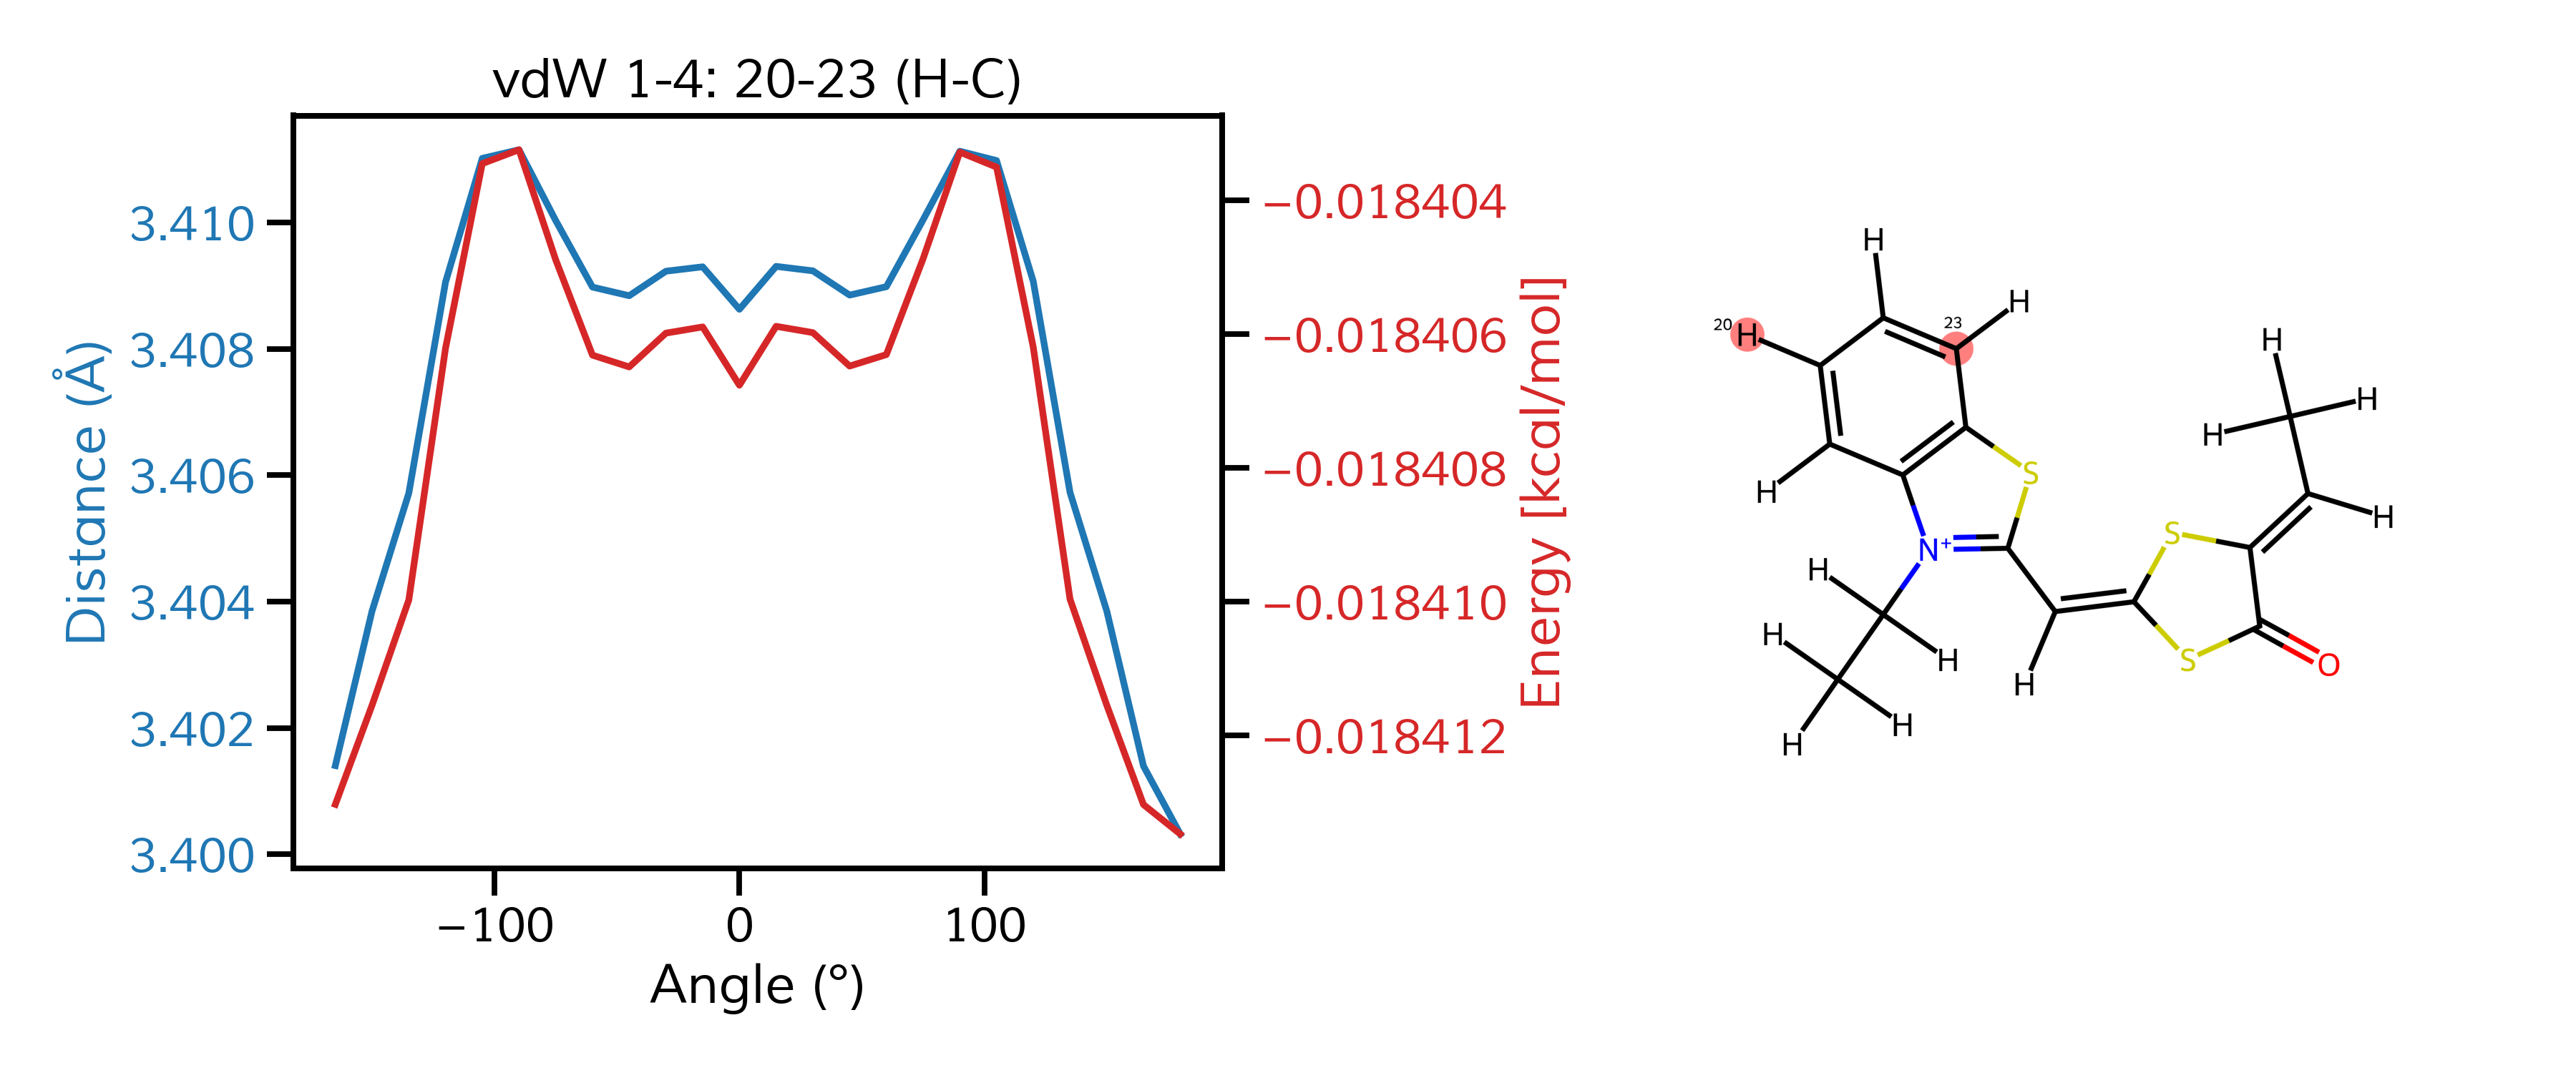 vdW 1-4: 20-23 (H-C)
Distance (Å)
3.410
3.408
3.406
3.404
3.402
3.400
−100
0
100
Angle (°)
−0.018404
−0.018406
−0.018408
−0.018410
−0.018412
Energy [kcal/mol]
H
H
20 H
23
H
H
H
H
S
H
H
S
N+
H
H
H
S
O
H
H
H
H